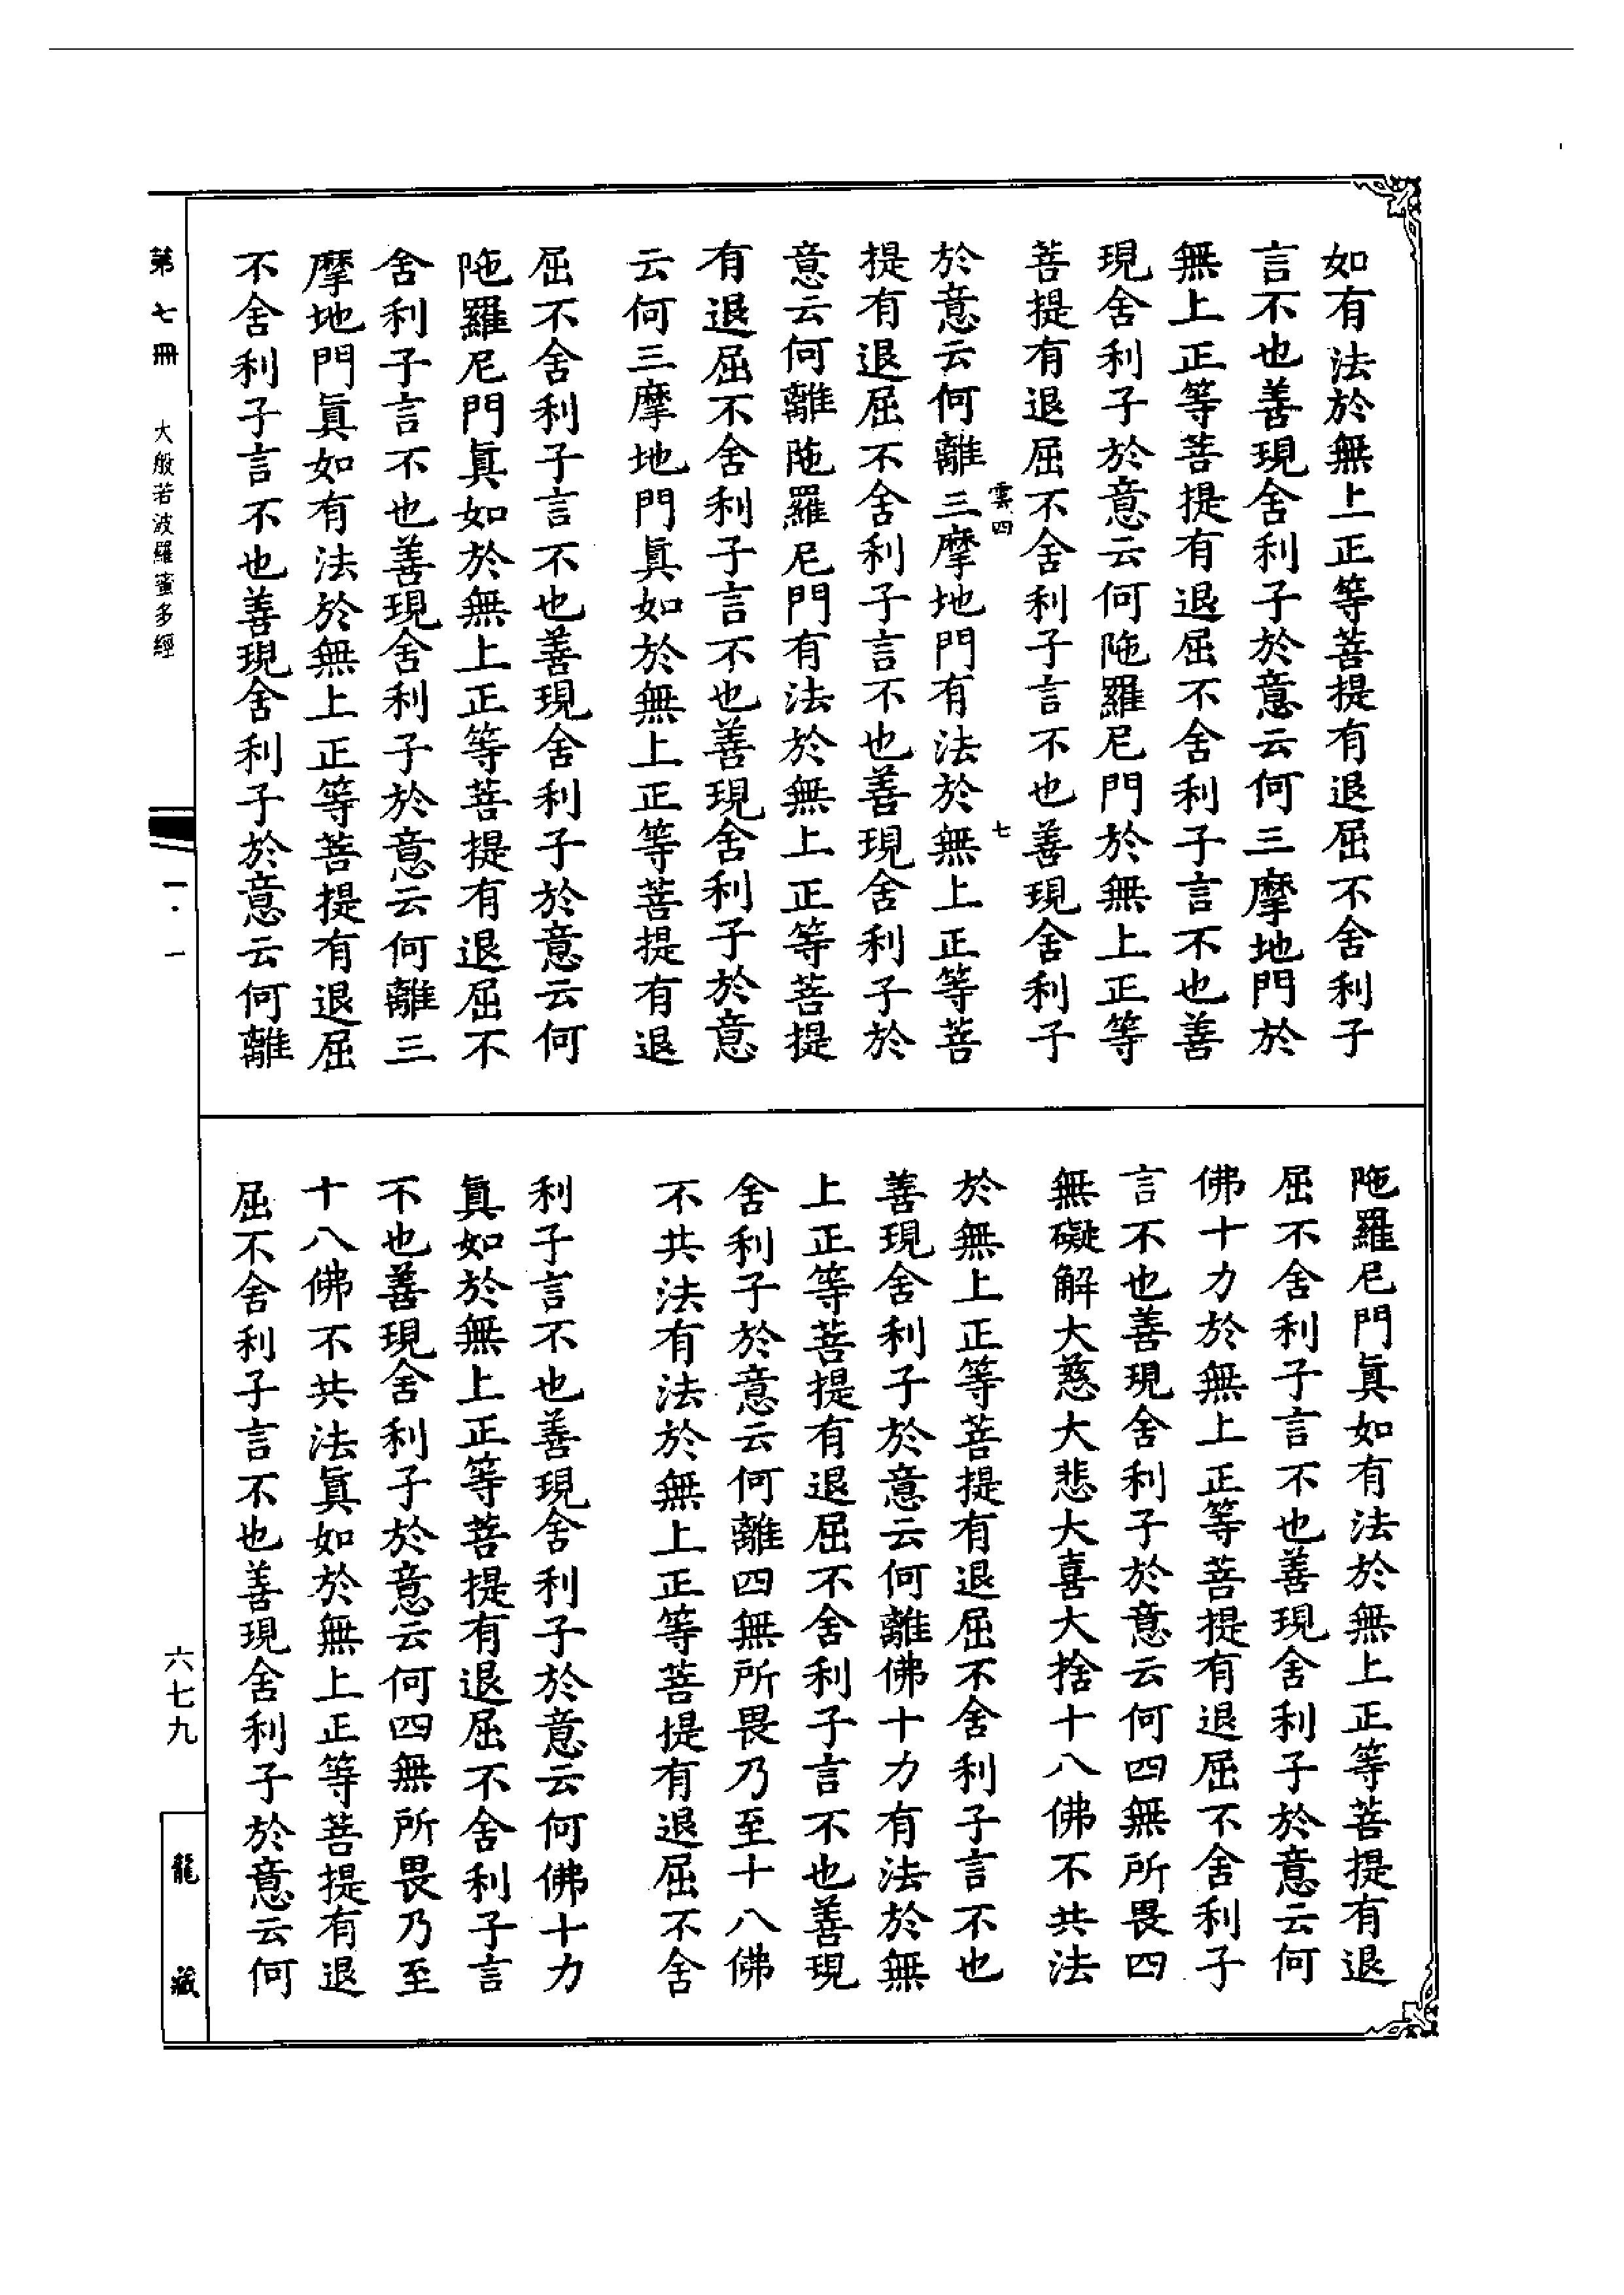 如有法於無上正等菩提有退屈不舍利子
言不也善現舍利子於意云何三摩地門於
無上正等菩提有退屈不舍利子言不也善
現舍利子於意云何陁羅尼門於無上正等
菩提有退屈不舍利子言不也善現舍利子
雲四 七
於意云何離三摩地門有法於無上正等菩
提有退屈不舍利子言不也善現舍利子於
意云何離陁羅尼門有法於無上正等菩提
有退屈不舍利子言不也善現舍利子於意
云何三摩地門眞如於無上正等菩提有退
屈不舍利子言不也善現舍利子於意云何
陁羅尼門眞如於無上正等菩提有退屈不
舍利子言不也善現舍利子於意云何離三
摩地門眞如有法於無上正等菩提有退屈
不舍利子言不也善現舍利子於意云何離
陁羅尼門眞如有法於無上正等菩提有退
屈不舍利子言不也善現舍利子於意云何
佛十力於無上正等菩提有退屈不舍利子
言不也善現舍利子於意云何四無所畏四
無礙解大慈大悲大喜大捨十八佛不共法
於無上正等菩提有退屈不舍利子言不也
善現舍利子於意云何離佛十力有法於無
上正等菩提有退屈不舍利子言不也善現
舍利子於意云何離四無所畏乃至十八佛
不共法有法於無上正等菩提有退屈不舍
利子言不也善現舍利子於意云何佛十力
眞如於無上正等菩提有退屈不舍利子言
不也善現舍利子於意云何四無所畏乃至
十八佛不共法眞如於無上正等菩提有退
屈不舍利子言不也善現舍利子於意云何
第七冊 大般若波羅蜜多經 一·一 六七九 龍藏